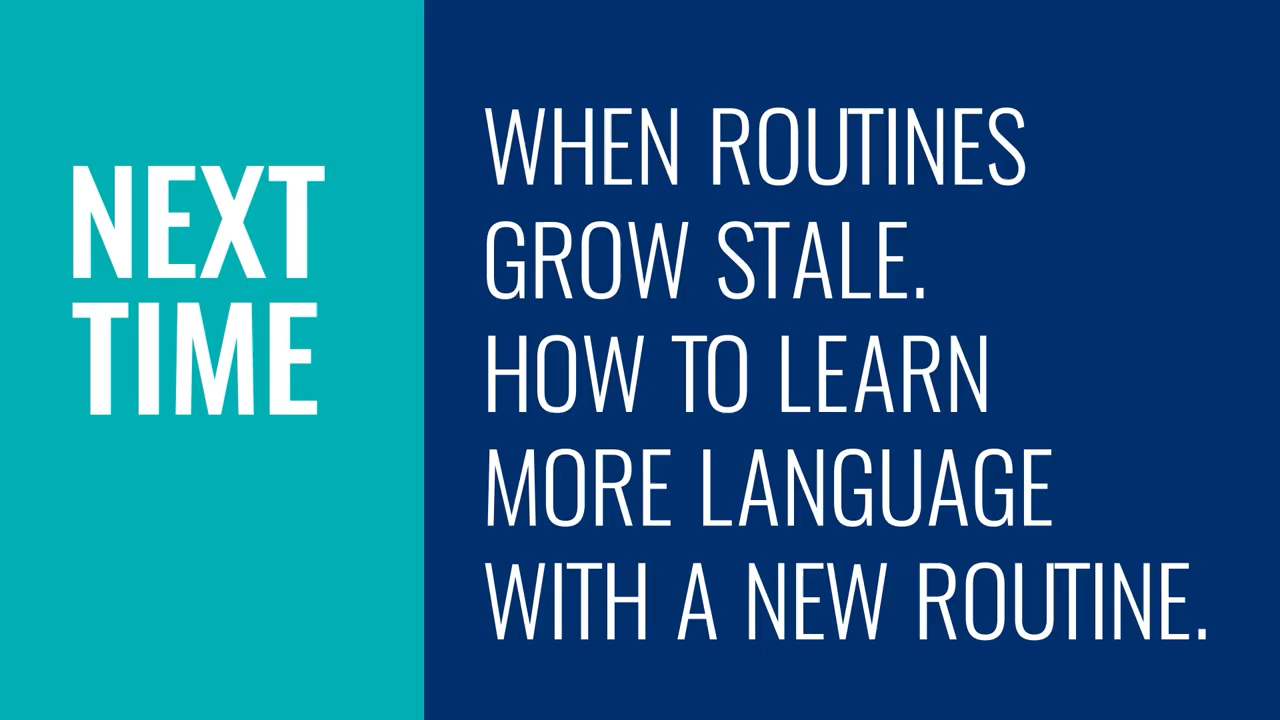 NEXT
TIME
WHEN ROUTINES
GROW STALE.
HOW TO LEARN
MORE LANGUAGE
WITH A NEW ROUTINE.